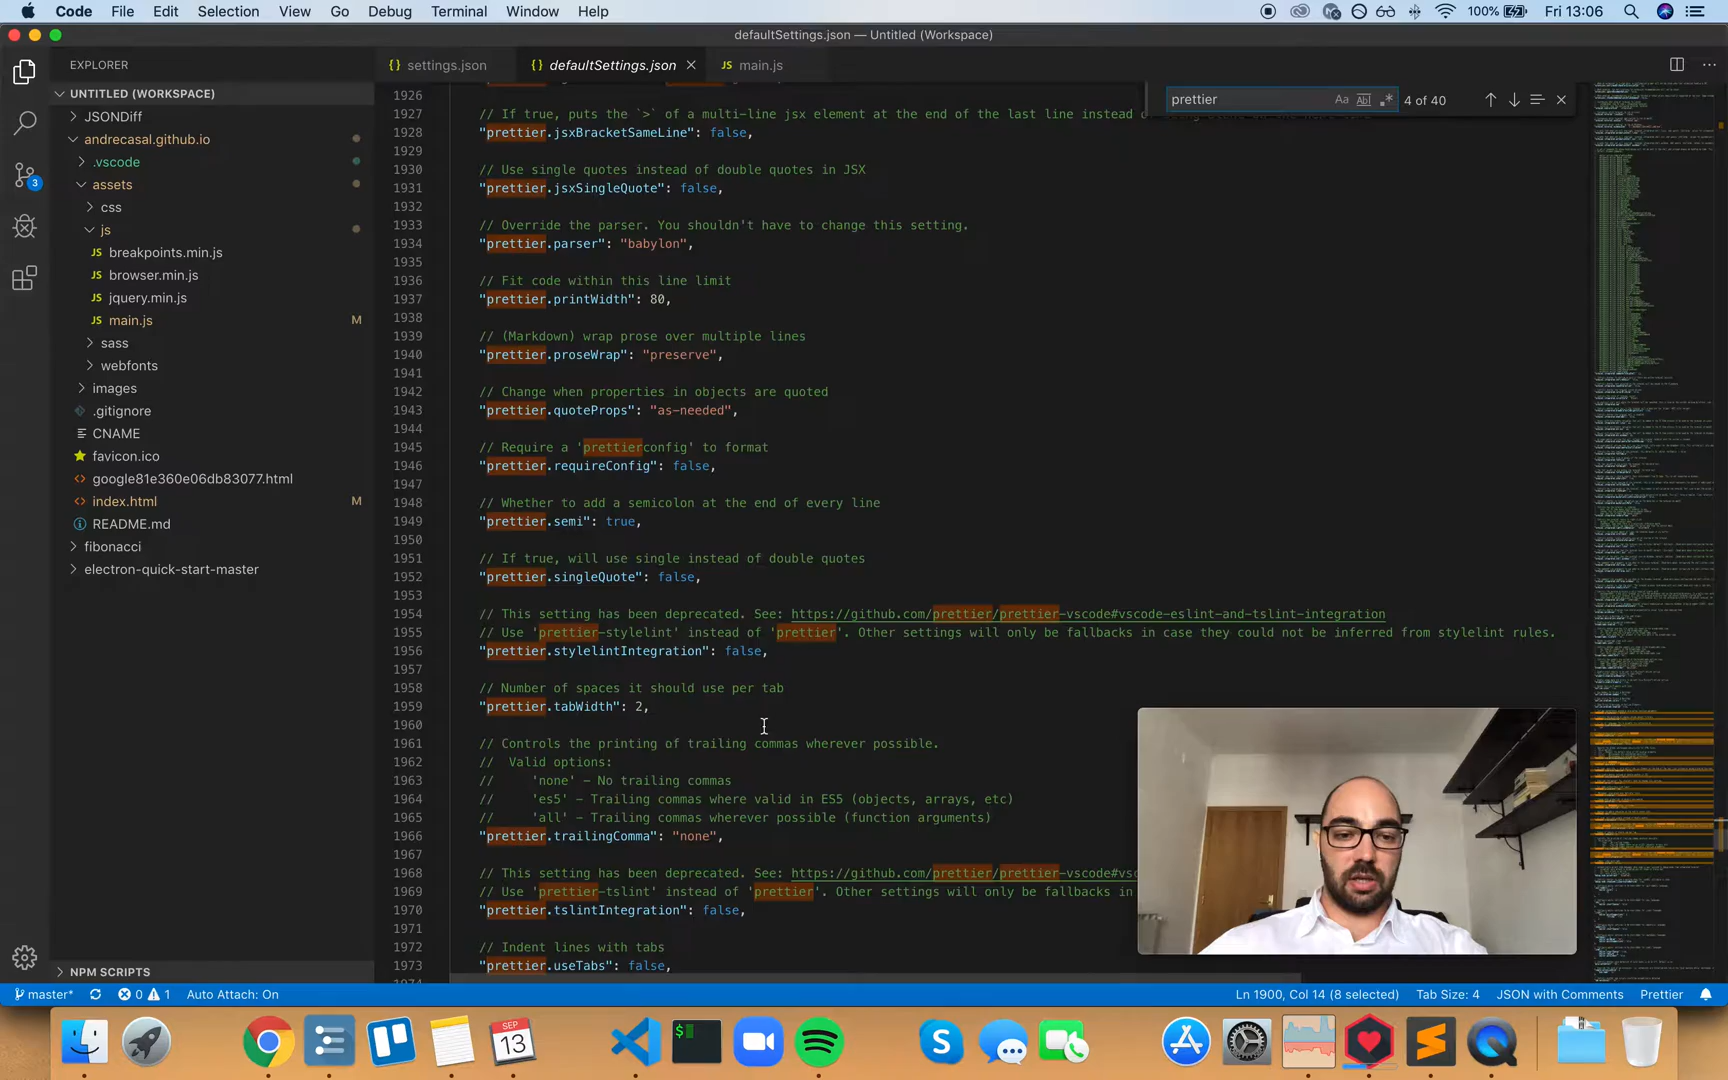 Code File Edit Selection View Go Debug Terminal Window Help 100% Fri 13:06
defaultSettings.json — Untitled (Workspace)
EXPLORER
UNTITLED (WORKSPACE)
JSONDiff
andrecasal.github.io
.vscode
assets
css
js
JS breakpoints.min.js
JS browser.min.js
JS jquery.min.js
JS main.js M
sass
webfonts
images
.gitignore
CNAME
favicon.ico
google81e360e06db83077.html
index.html M
README.md
fibonacci
electron-quick-start-master
NPM SCRIPTS
3
{} settings.json {} defaultSettings.json JS main.js
prettier Aa Abl .* 4 of 40
1926
1927 // If true, puts the `>` of a multi-line jsx element at the end of the last line instead
1928 "prettier.jsxBracketSameLine": false,
1929
1930 // Use single quotes instead of double quotes in JSX
1931 "prettier.jsxSingleQuote": false,
1932
1933 // Override the parser. You shouldn't have to change this setting.
1934 "prettier.parser": "babylon",
1935
1936 // Fit code within this line limit
1937 "prettier.printWidth": 80,
1938
1939 // (Markdown) wrap prose over multiple lines
1940 "prettier.proseWrap": "preserve",
1941
1942 // Change when properties in objects are quoted
1943 "prettier.quoteProps": "as-needed",
1944
1945 // Require a 'prettierconfig' to format
1946 "prettier.requireConfig": false,
1947
1948 // Whether to add a semicolon at the end of every line
1949 "prettier.semi": true,
1950
1951 // If true, will use single instead of double quotes
1952 "prettier.singleQuote": false,
1953
1954 // This setting has been deprecated. See: https://github.com/prettier/prettier-vscode#vscode-eslint-and-tslint-integration
1955 // Use 'prettier-stylelint' instead of 'prettier'. Other settings will only be fallbacks in case they could not be inferred from stylelint rules.
1956 "prettier.stylelintIntegration": false,
1957
1958 // Number of spaces it should use per tab
1959 "prettier.tabWidth": 2,
1960
1961 // Controls the printing of trailing commas wherever possible.
1962 //  Valid options:
1963 //     'none' - No trailing commas
1964 //     'es5' - Trailing commas where valid in ES5 (objects, arrays, etc)
1965 //     'all' - Trailing commas wherever possible (function arguments)
1966 "prettier.trailingComma": "none",
1967
1968 // This setting has been deprecated. See: https://github.com/prettier/prettier-vsc
1969 // Use 'prettier-tslint' instead of 'prettier'. Other settings will only be fallbacks in
1970 "prettier.tslintIntegration": false,
1971
1972 // Indent lines with tabs
1973 "prettier.useTabs": false,
master* 0 1 Auto Attach: On Ln 1900, Col 14 (8 selected) Tab Size: 4 JSON with Comments Prettier
SEP
13
$
S